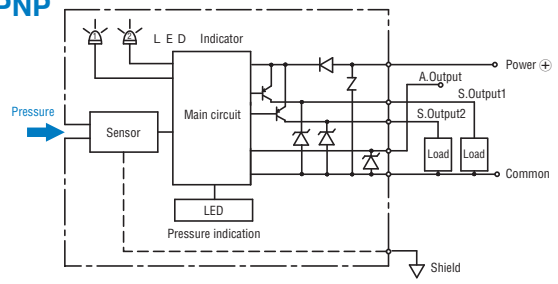 PNP
1
2
L E D Indicator
Power ⊕
A.Output
S.Output1
Pressure
Main circuit
S.Output2
Sensor
Load
Load
Common
LED
Pressure indication
Shield